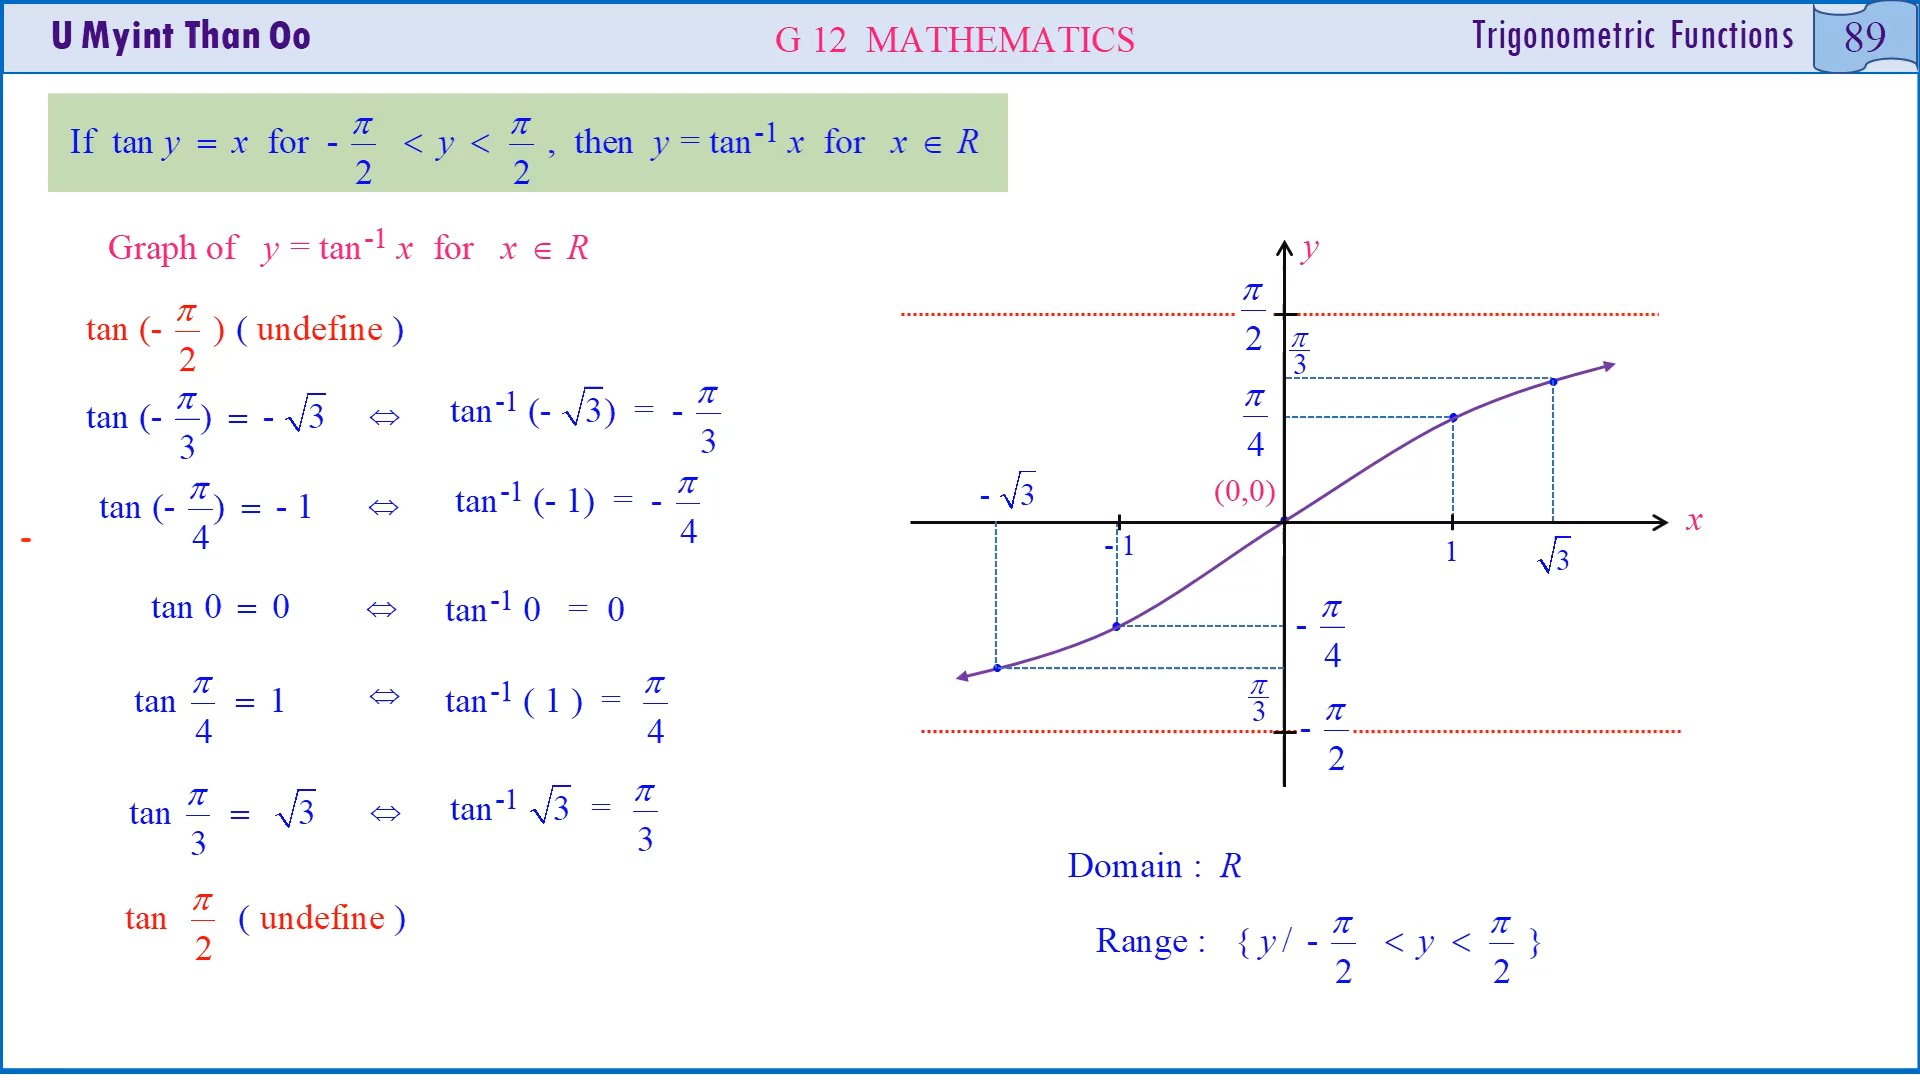 U Myint Than Oo
G 12 MATHEMATICS
Trigonometric Functions
89
If tan y = x for - π/2 < y < π/2 , then y = tan⁻¹ x for x ∈ R
Graph of y = tan⁻¹ x for x ∈ R
tan (- π/2 ) ( undefine )
tan (- π/3) = - √3 ⇔ tan⁻¹ (- √3) = - π/3
tan (- π/4) = - 1 ⇔ tan⁻¹ (- 1) = - π/4
-
tan 0 = 0 ⇔ tan⁻¹ 0 = 0
tan π/4 = 1 ⇔ tan⁻¹ ( 1 ) = π/4
tan π/3 = √3 ⇔ tan⁻¹ √3 = π/3
tan π/2 ( undefine )
y
π/2
π/3
π/4
- √3
(0,0)
x
- 1
1
√3
- π/4
π/3
- π/2
Domain : R
Range : { y / - π/2 < y < π/2 }